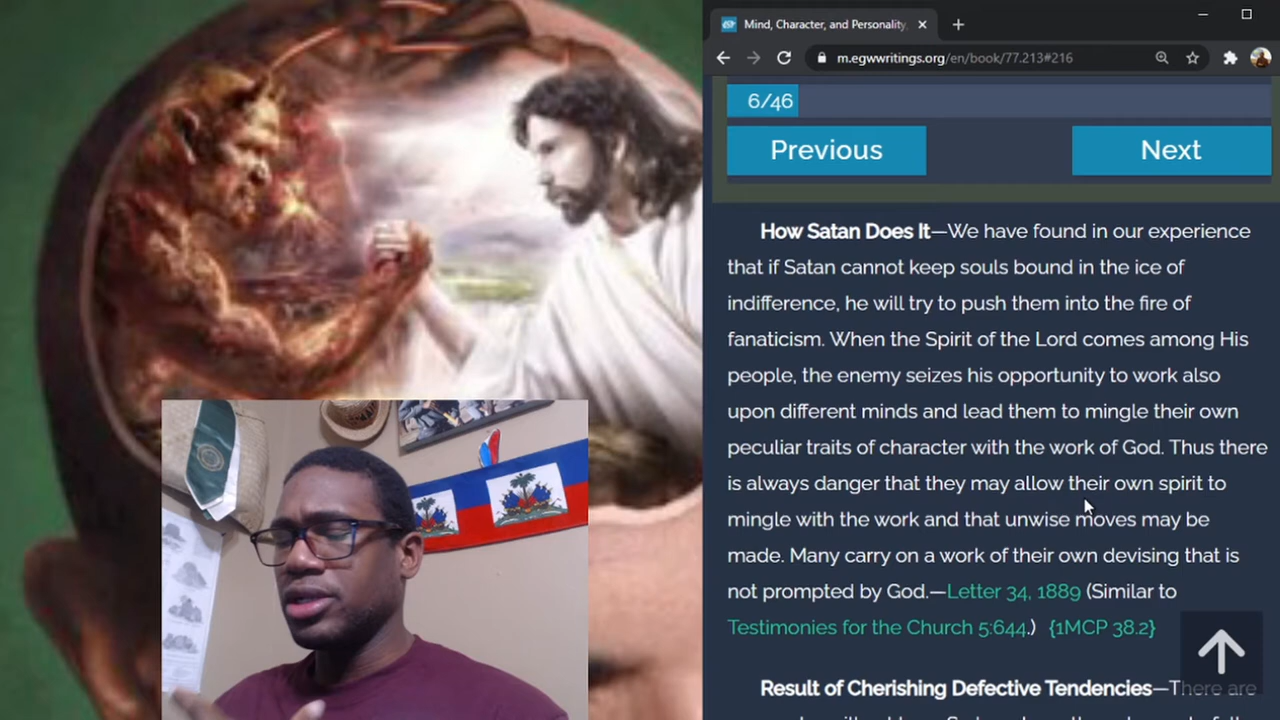 Mind, Character, and Personality,
m.egwwritings.org/en/book/77.213#216
6/46
Previous
Next
How Satan Does It—We have found in our experience
that if Satan cannot keep souls bound in the ice of
indifference, he will try to push them into the fire of
fanaticism. When the Spirit of the Lord comes among His
people, the enemy seizes his opportunity to work also
upon different minds and lead them to mingle their own
peculiar traits of character with the work of God. Thus there
is always danger that they may allow their own spirit to
mingle with the work and that unwise moves may be
made. Many carry on a work of their own devising that is
not prompted by God.—Letter 34, 1889 (Similar to
Testimonies for the Church 5:644.) {1MCP 38.2}
Result of Cherishing Defective Tendencies—There are